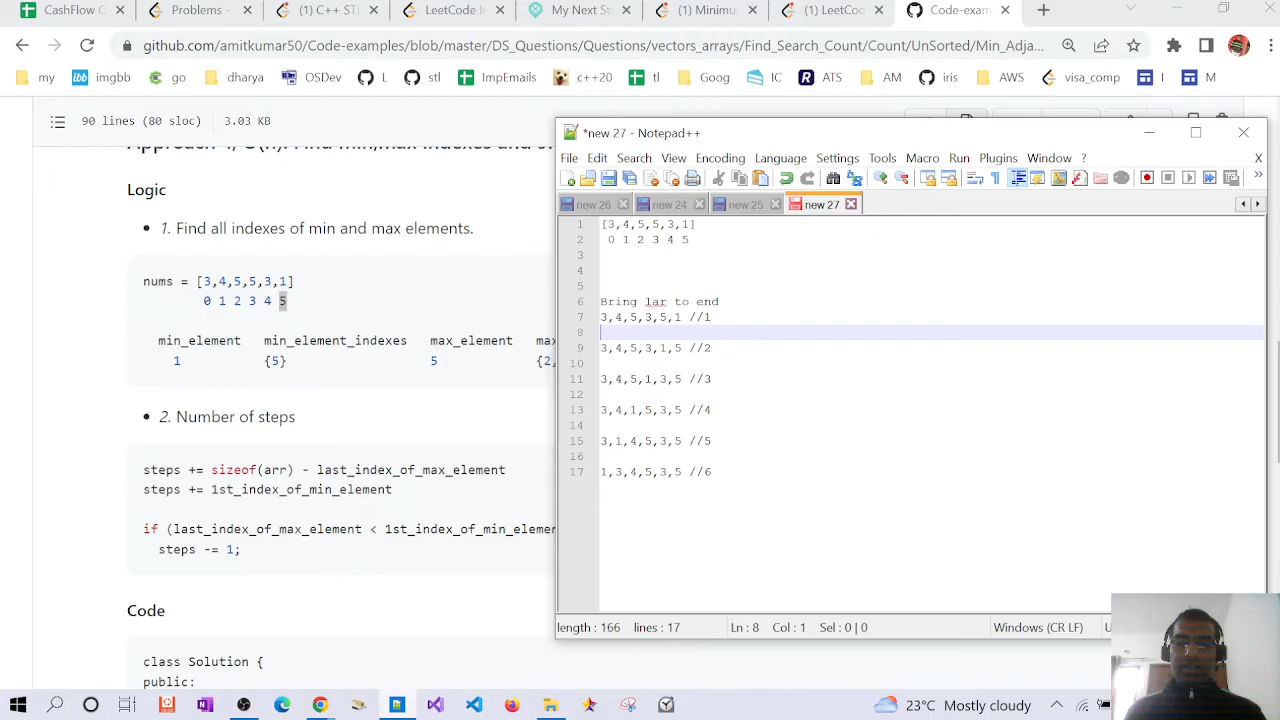 CashFlow Q
Problems -
(1) C++ STL
LeetCode In
My Next St
(1) Minimu
(1) LeetCod
Code-exam
github.com/amitkumar50/Code-examples/blob/master/DS_Questions/Questions/vectors_arrays/Find_Search_Count/Count/UnSorted/Min_Adja...
my
imgbb
go
dharya
OSDev
L
stl
ImpEmails
c++20
tl
Goog
IC
ATS
AM
iris
AWS
visa_comp
I
M
90 lines (80 sloc)
3.03 KB
Logic
1. Find all indexes of min and max elements.
nums = [3,4,5,5,3,1]
0 1 2 3 4 5
min_element min_element_indexes max_element max
1 {5} 5 {2,
2. Number of steps
steps += sizeof(arr) - last_index_of_max_element
steps += 1st_index_of_min_element
if (last_index_of_max_element < 1st_index_of_min_elemen
steps -= 1;
Code
class Solution {
public:
*new 27 - Notepad++
File Edit Search View Encoding Language Settings Tools Macro Run Plugins Window ? X
new 26
new 24
new 25
new 27
1 [3,4,5,5,3,1]
2 0 1 2 3 4 5
3
4
5
6 Bring lar to end
7 3,4,5,3,5,1 //1
8
9 3,4,5,3,1,5 //2
10
11 3,4,5,1,3,5 //3
12
13 3,4,1,5,3,5 //4
14
15 3,1,4,5,3,5 //5
16
17 1,3,4,5,3,5 //6
length : 166 lines : 17
Ln : 8 Col : 1 Sel : 0 | 0
Windows (CR LF)
23°C Mostly cloudy